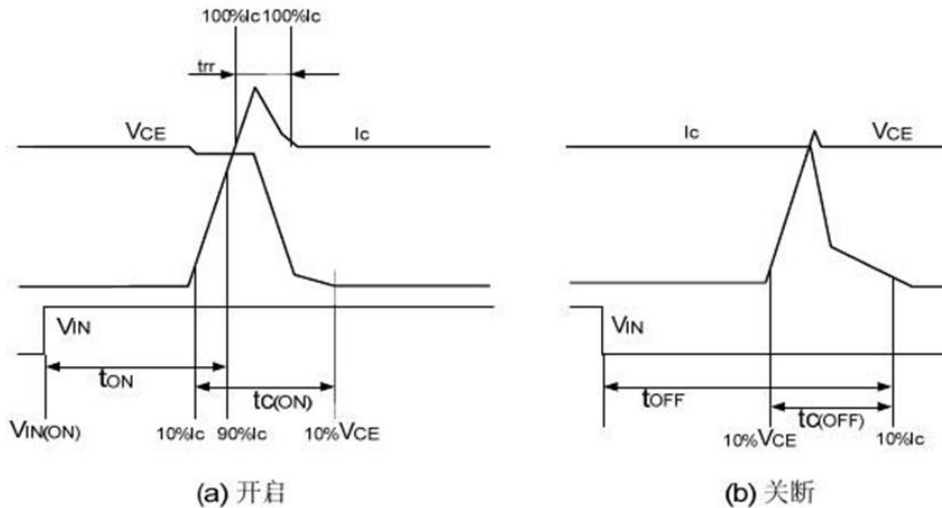 100%Ic 100%Ic
trr
VCE Ic
Ic VCE
VIN
VIN
tON
tOFF
tC(ON)
tC(OFF)
VIN(ON) 10%Ic 90%Ic 10%VCE
10%VCE 10%Ic
(a) 开启
(b) 关断